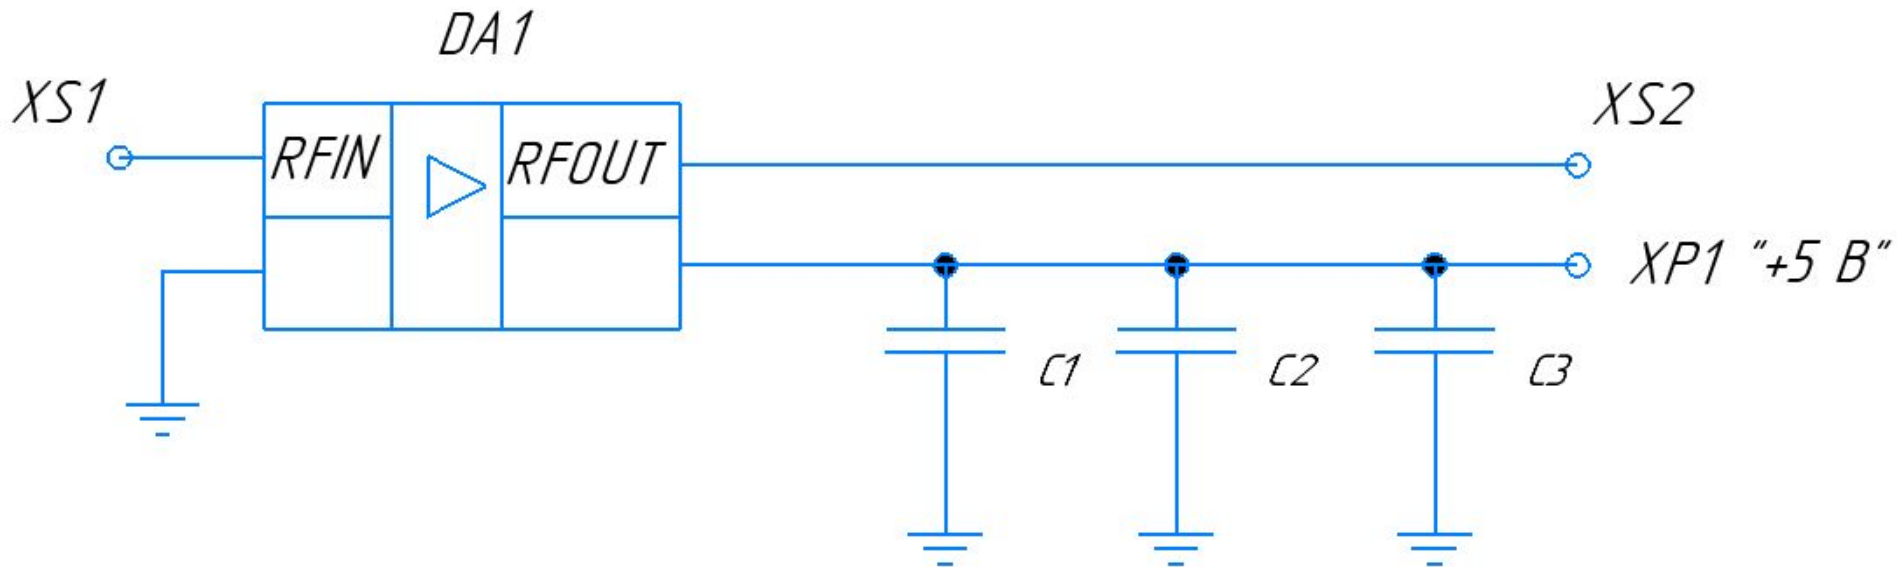 DA1
XS1
XS2
RFIN
RFOUT
XP1 "+5 В"
C1
C2
C3